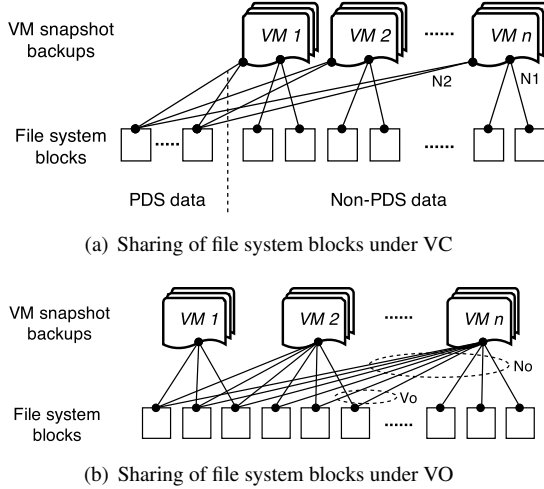 VM snapshot
backups
VM 1
VM 2
......
VM n
N2
N1
File system
blocks
.....
......
PDS data
Non-PDS data
(a) Sharing of file system blocks under VC
VM snapshot
backups
VM 1
VM 2
......
VM n
No
Vo
File system
blocks
......
(b) Sharing of file system blocks under VO